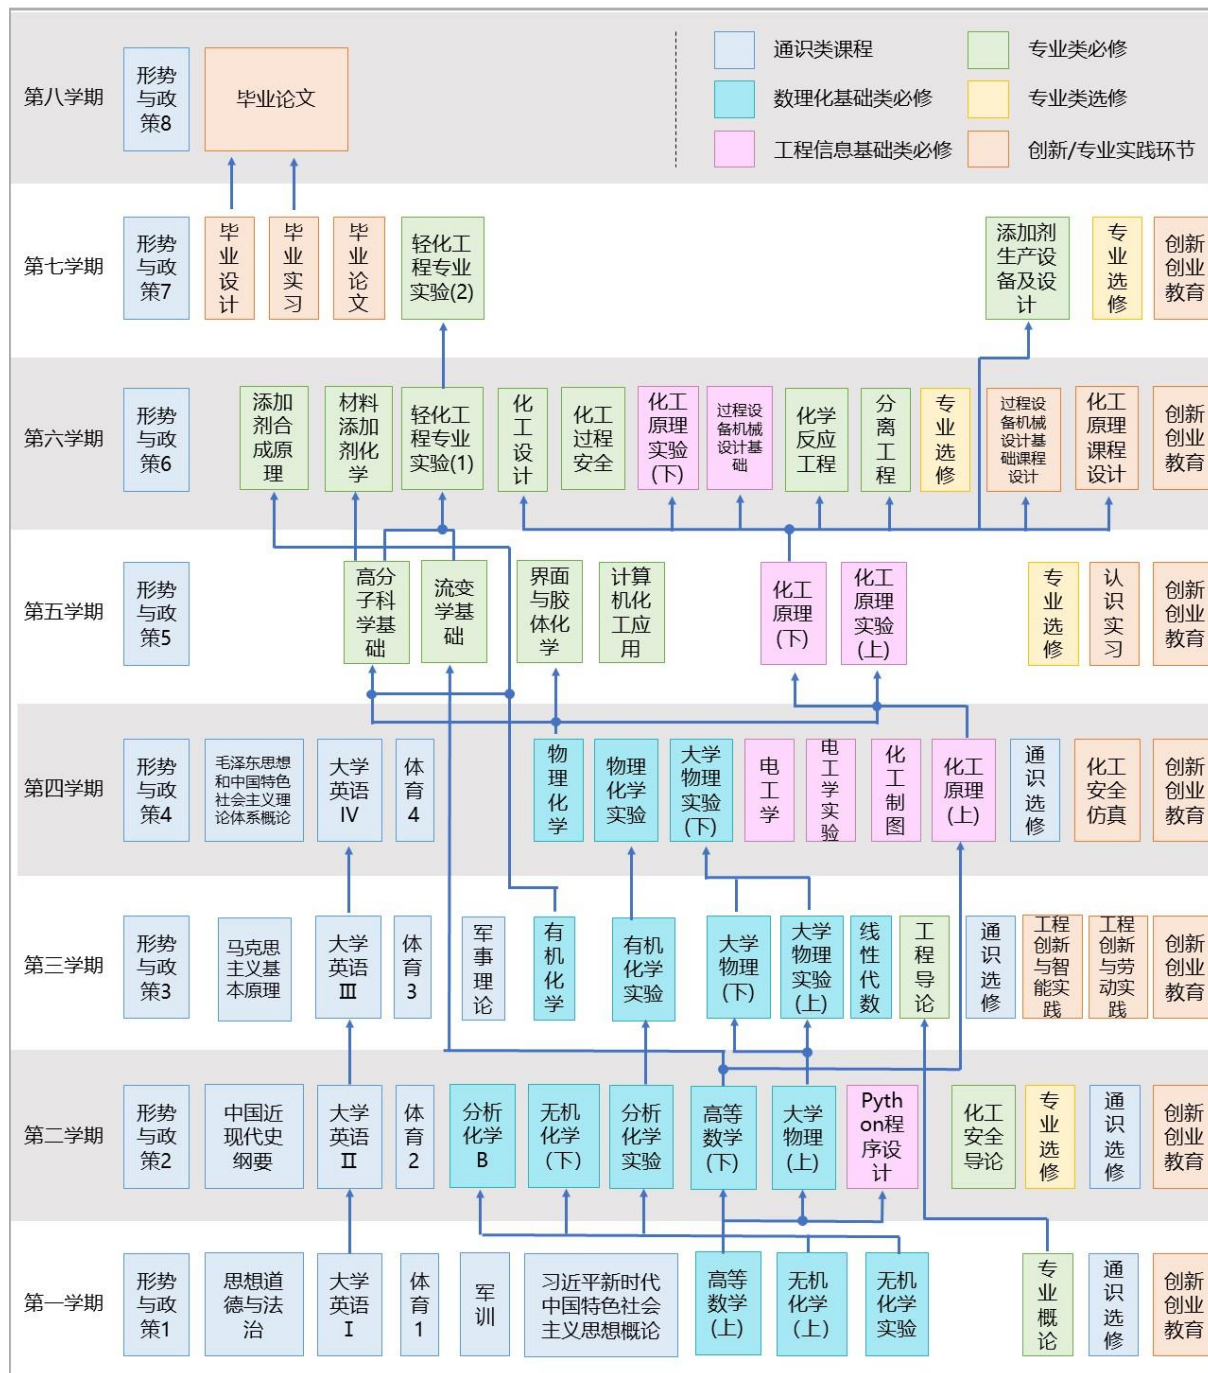 第八学期
形势
与政
策8
毕业论文
通识类课程
专业类必修
数理化基础类必修
专业类选修
工程信息基础类必修
创新/专业实践环节
第七学期
形势
与政
策7
毕
业
设
计
毕
业
实
习
毕
业
论
文
轻化工
程专业
实验(2)
添加剂
生产设
备及设
计
专
业
选
修
创新
创业
教育
第六学期
形势
与政
策6
添加
剂合
成原
理
材料
添加
剂化
学
轻化工
程专业
实验(1)
化
工
设
计
化工
过程
安全
化工
原理
实验
(下)
过程设
备机械
设计基
础
化学
反应
工程
分
离
工
程
专
业
选
修
过程设
备机械
设计基
础课程
设计
化工
原理
课程
设计
创新
创业
教育
第五学期
形势
与政
策5
高分
子科
学基
础
流变
学基
础
界面
与胶
体化
学
计算
机化
工应
用
化工
原理
(下)
化工
原理
实验
(上)
专
业
选
修
认
识
实
习
创新
创业
教育
第四学期
形势
与政
策4
毛泽东思想
和中国特色
社会主义理
论体系概论
大学
英语
IV
体
育
4
物
理
化
学
物理
化学
实验
大学
物理
实验
(下)
电
工
学
电
工
学
实
验
化
工
制
图
化工
原理
(上)
通
识
选
修
化工
安全
仿真
创新
创业
教育
第三学期
形势
与政
策3
马克思
主义基
本原理
大学
英语
Ⅲ
体
育
3
军
事
理
论
有
机
化
学
有机
化学
实验
大学
物理
(下)
大学
物理
实验
(上)
线
性
代
数
工
程
导
论
通
识
选
修
工程
创新
与智
能实
践
工程
创新
与劳
动实
践
创新
创业
教育
第二学期
形势
与政
策2
中国近
现代史
纲要
大学
英语
Ⅱ
体
育
2
分析
化学
B
无机
化学
(下)
分析
化学
实验
高等
数学
(下)
大学
物理
(上)
Pyth
on程
序设
计
化工
安全
导论
专
业
选
修
通
识
选
修
创新
创业
教育
第一学期
形势
与政
策1
思想道
德与法
治
大学
英语
Ⅰ
体
育
1
军
训
习近平新时代
中国特色社会
主义思想概论
高等
数学
(上)
无机
化学
(上)
无机
化学
实验
专
业
概
论
通
识
选
修
创新
创业
教育